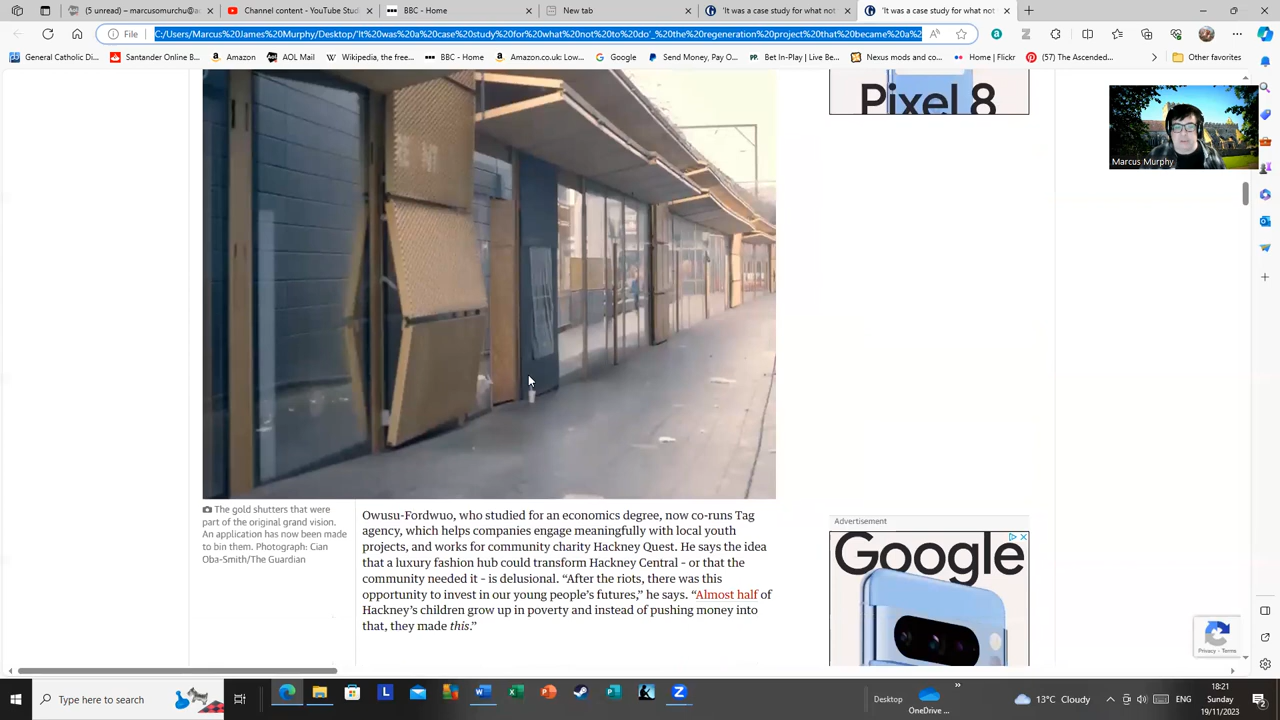 (5 unread) – marcusomurchu@a
Channel content - YouTube Stud
BBC - Home
New tab
'It was a case study for what not
'It was a case study for what not
File
C:/Users/Marcus%20James%20Murphy/Desktop/'It%20was%20a%20case%20study%20for%20what%20not%20to%20do'_%20the%20regeneration%20project%20that%20became%20a%2
General Catholic Di...
Santander Online B...
Amazon
AOL Mail
Wikipedia, the free...
BBC - Home
Amazon.co.uk: Low...
Google
Send Money, Pay O...
Bet In-Play | Live Be...
Nexus mods and co...
Home | Flickr
(57) The Ascended...
Other favorites
Pixel 8
Marcus Murphy
The gold shutters that were
part of the original grand vision.
An application has now been made
to bin them. Photograph: Cian
Oba-Smith/The Guardian
Owusu-Fordwuo, who studied for an economics degree, now co-runs Tag
agency, which helps companies engage meaningfully with local youth
projects, and works for community charity Hackney Quest. He says the idea
that a luxury fashion hub could transform Hackney Central – or that the
community needed it – is delusional. “After the riots, there was this
opportunity to invest in our young people’s futures,” he says. “Almost half of
Hackney’s children grow up in poverty and instead of pushing money into
that, they made this.”
Advertisement
Google
Privacy - Terms
Type here to search
Desktop
OneDrive ...
13°C Cloudy
ENG
18:21
Sunday
19/11/2023